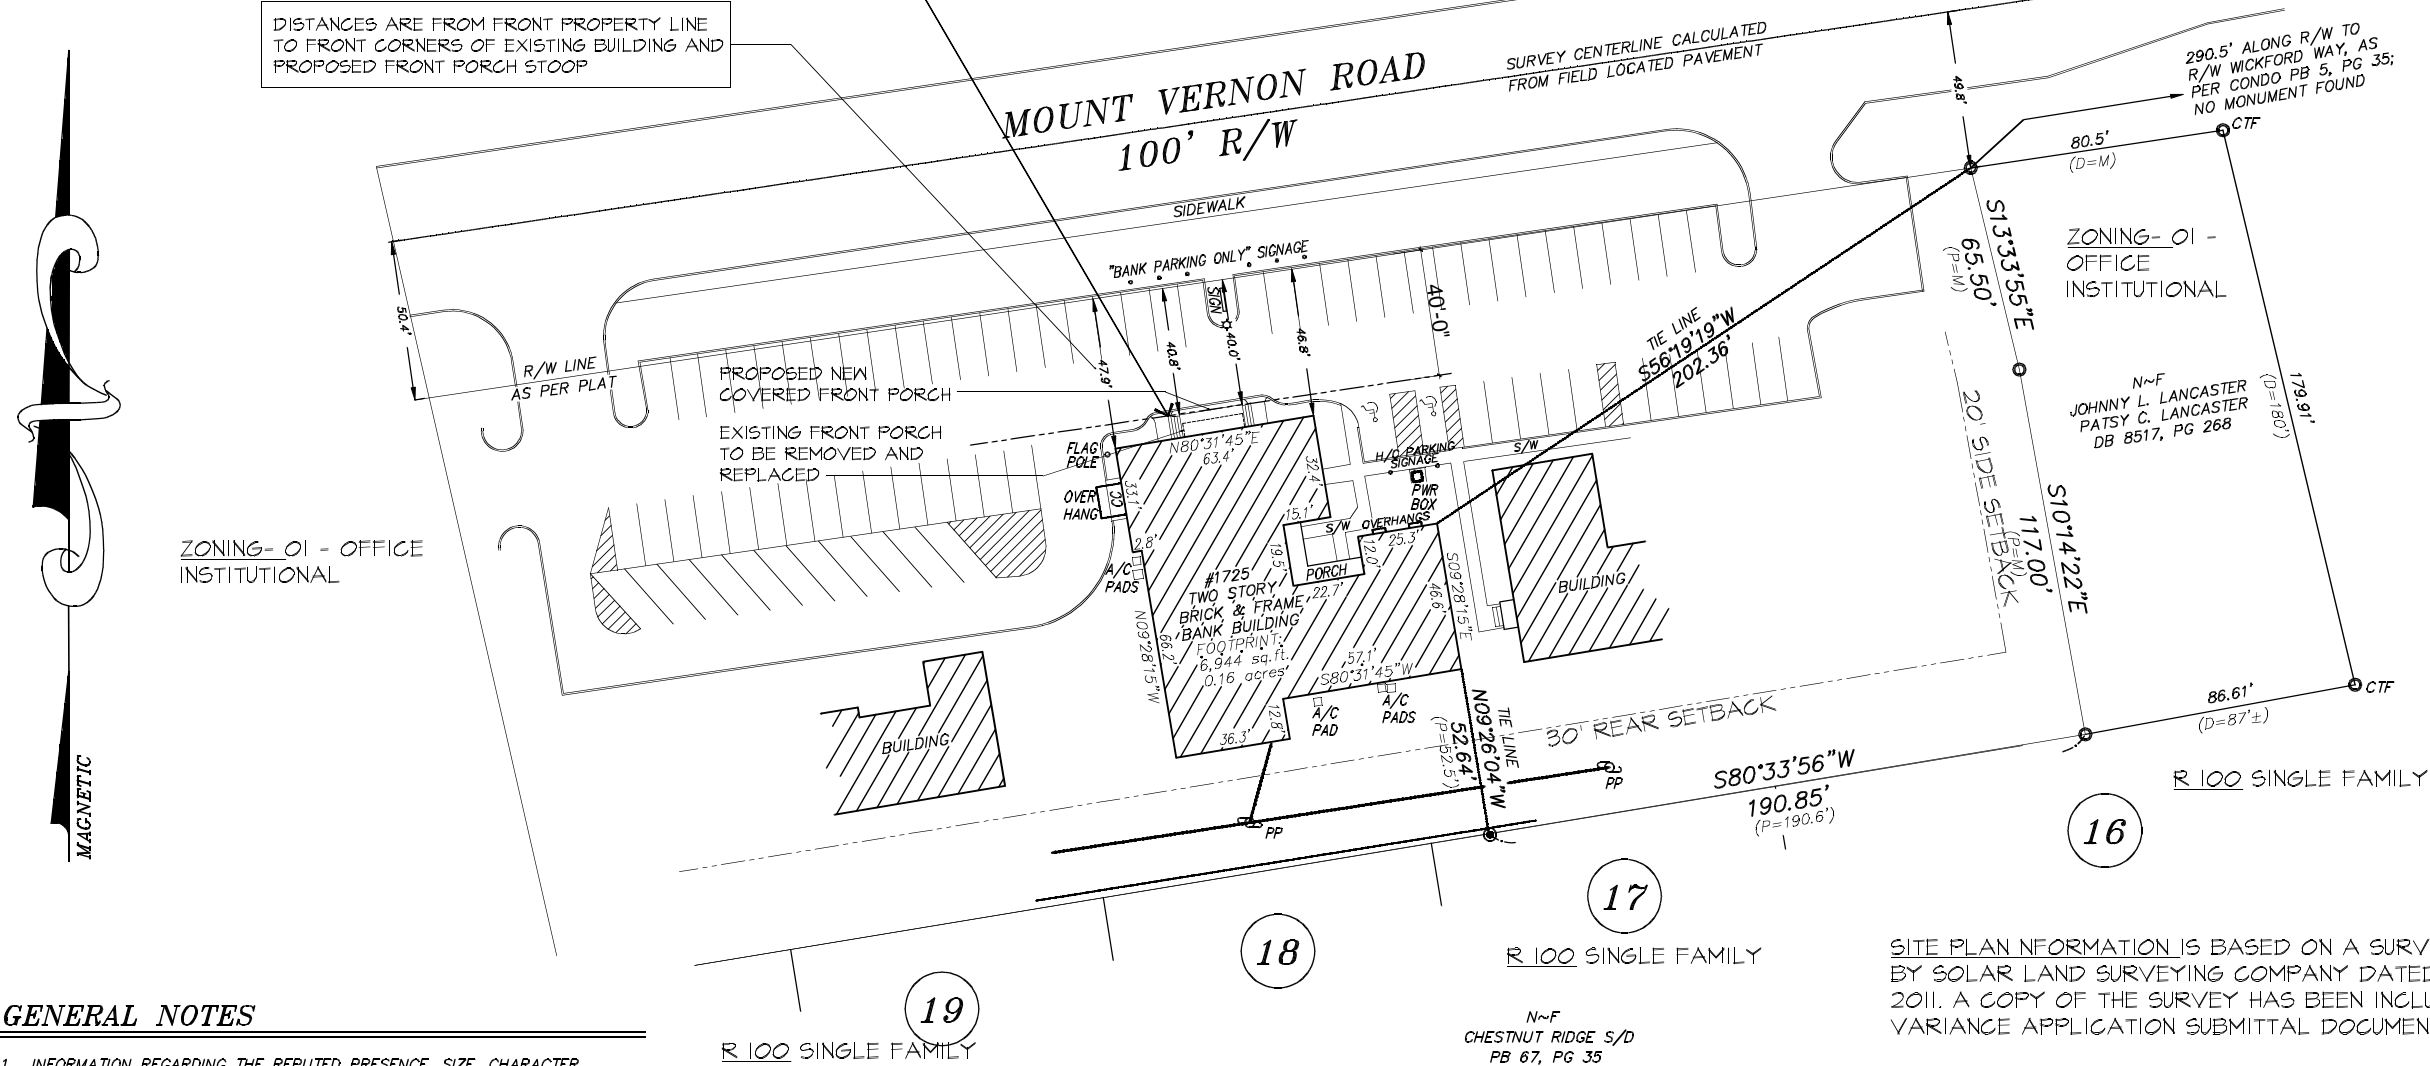 DISTANCES ARE FROM FRONT PROPERTY LINE
TO FRONT CORNERS OF EXISTING BUILDING AND
PROPOSED FRONT PORCH STOOP
MOUNT VERNON ROAD
100' R/W
SURVEY CENTERLINE CALCULATED
FROM FIELD LOCATED PAVEMENT
49.8'
290.5' ALONG R/W TO
R/W WICKFORD WAY, AS
PER CONDO PB 5, PG 35;
NO MONUMENT FOUND
CTF
80.5'
(D=M)
SIDEWALK
"BANK PARKING ONLY" SIGNAGE
SIGN
50.4'
R/W LINE
AS PER PLAT
47.9'
40.8'
40.0'
46.8'
40'-0"
TIE LINE
S56°19'19"W
202.36'
S13°33'55"E
65.50'
(P=M)
ZONING- OI -
OFFICE
INSTITUTIONAL
N~F
JOHNNY L. LANCASTER
PATSY C. LANCASTER
DB 8517, PG 268
179.91'
(D=180')
PROPOSED NEW
COVERED FRONT PORCH
EXISTING FRONT PORCH
TO BE REMOVED AND
REPLACED
FLAG
POLE
OVER
HANG
N80°31'45"E
63.4'
33.1'
32.4'
15.1'
2.8'
A/C
PADS
19.5'
S/W
OVERHANGS
25.3'
12.0'
PORCH
22.7'
H/C PARKING
SIGNAGE
PWR
BOX
S/W
20' SIDE SETBACK
S10°14'22"E
117.00'
(P=M)
ZONING- OI - OFFICE
INSTITUTIONAL
#1725
TWO STORY
BRICK & FRAME
BANK BUILDING
FOOTPRINT:
6,944 sq.ft.
0.16 acres
N09°28'15"W
66.2'
S09°28'15"E
46.6'
57.1'
S80°31'45"W
12.8'
36.3'
A/C
PAD
A/C
PADS
BUILDING
BUILDING
TIE LINE
N09°26'04"W
52.64'
(P=52.5')
30' REAR SETBACK
PP
PP
S80°33'56"W
190.85'
(P=190.6')
86.61'
(D=87'±)
CTF
R 100 SINGLE FAMILY
MAGNETIC
16
17
R 100 SINGLE FAMILY
18
19
R 100 SINGLE FAMILY
N~F
CHESTNUT RIDGE S/D
PB 67, PG 35
SITE PLAN NFORMATION IS BASED ON A SURV
BY SOLAR LAND SURVEYING COMPANY DATED
2011. A COPY OF THE SURVEY HAS BEEN INCLU
VARIANCE APPLICATION SUBMITTAL DOCUMEN
GENERAL NOTES
1. INFORMATION REGARDING THE REPUTED PRESENCE, SIZE, CHARACTER